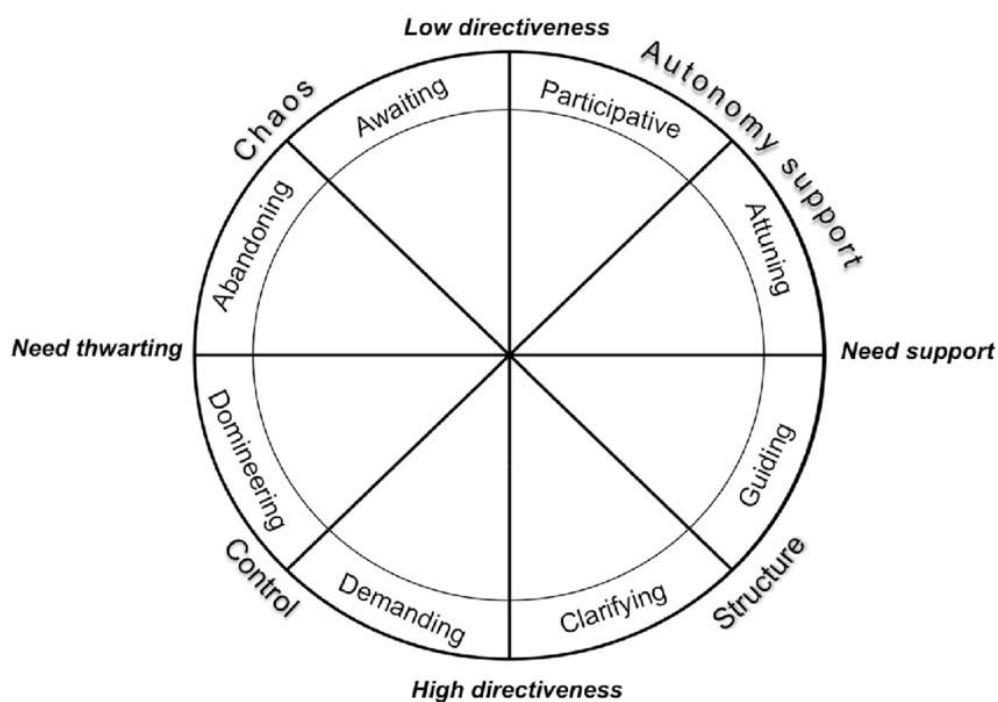 Low directiveness
Chaos
Autonomy support
Awaiting
Participative
Abandoning
Attuning
Need thwarting
Need support
Domineering
Guiding
Control
Structure
Demanding
Clarifying
High directiveness